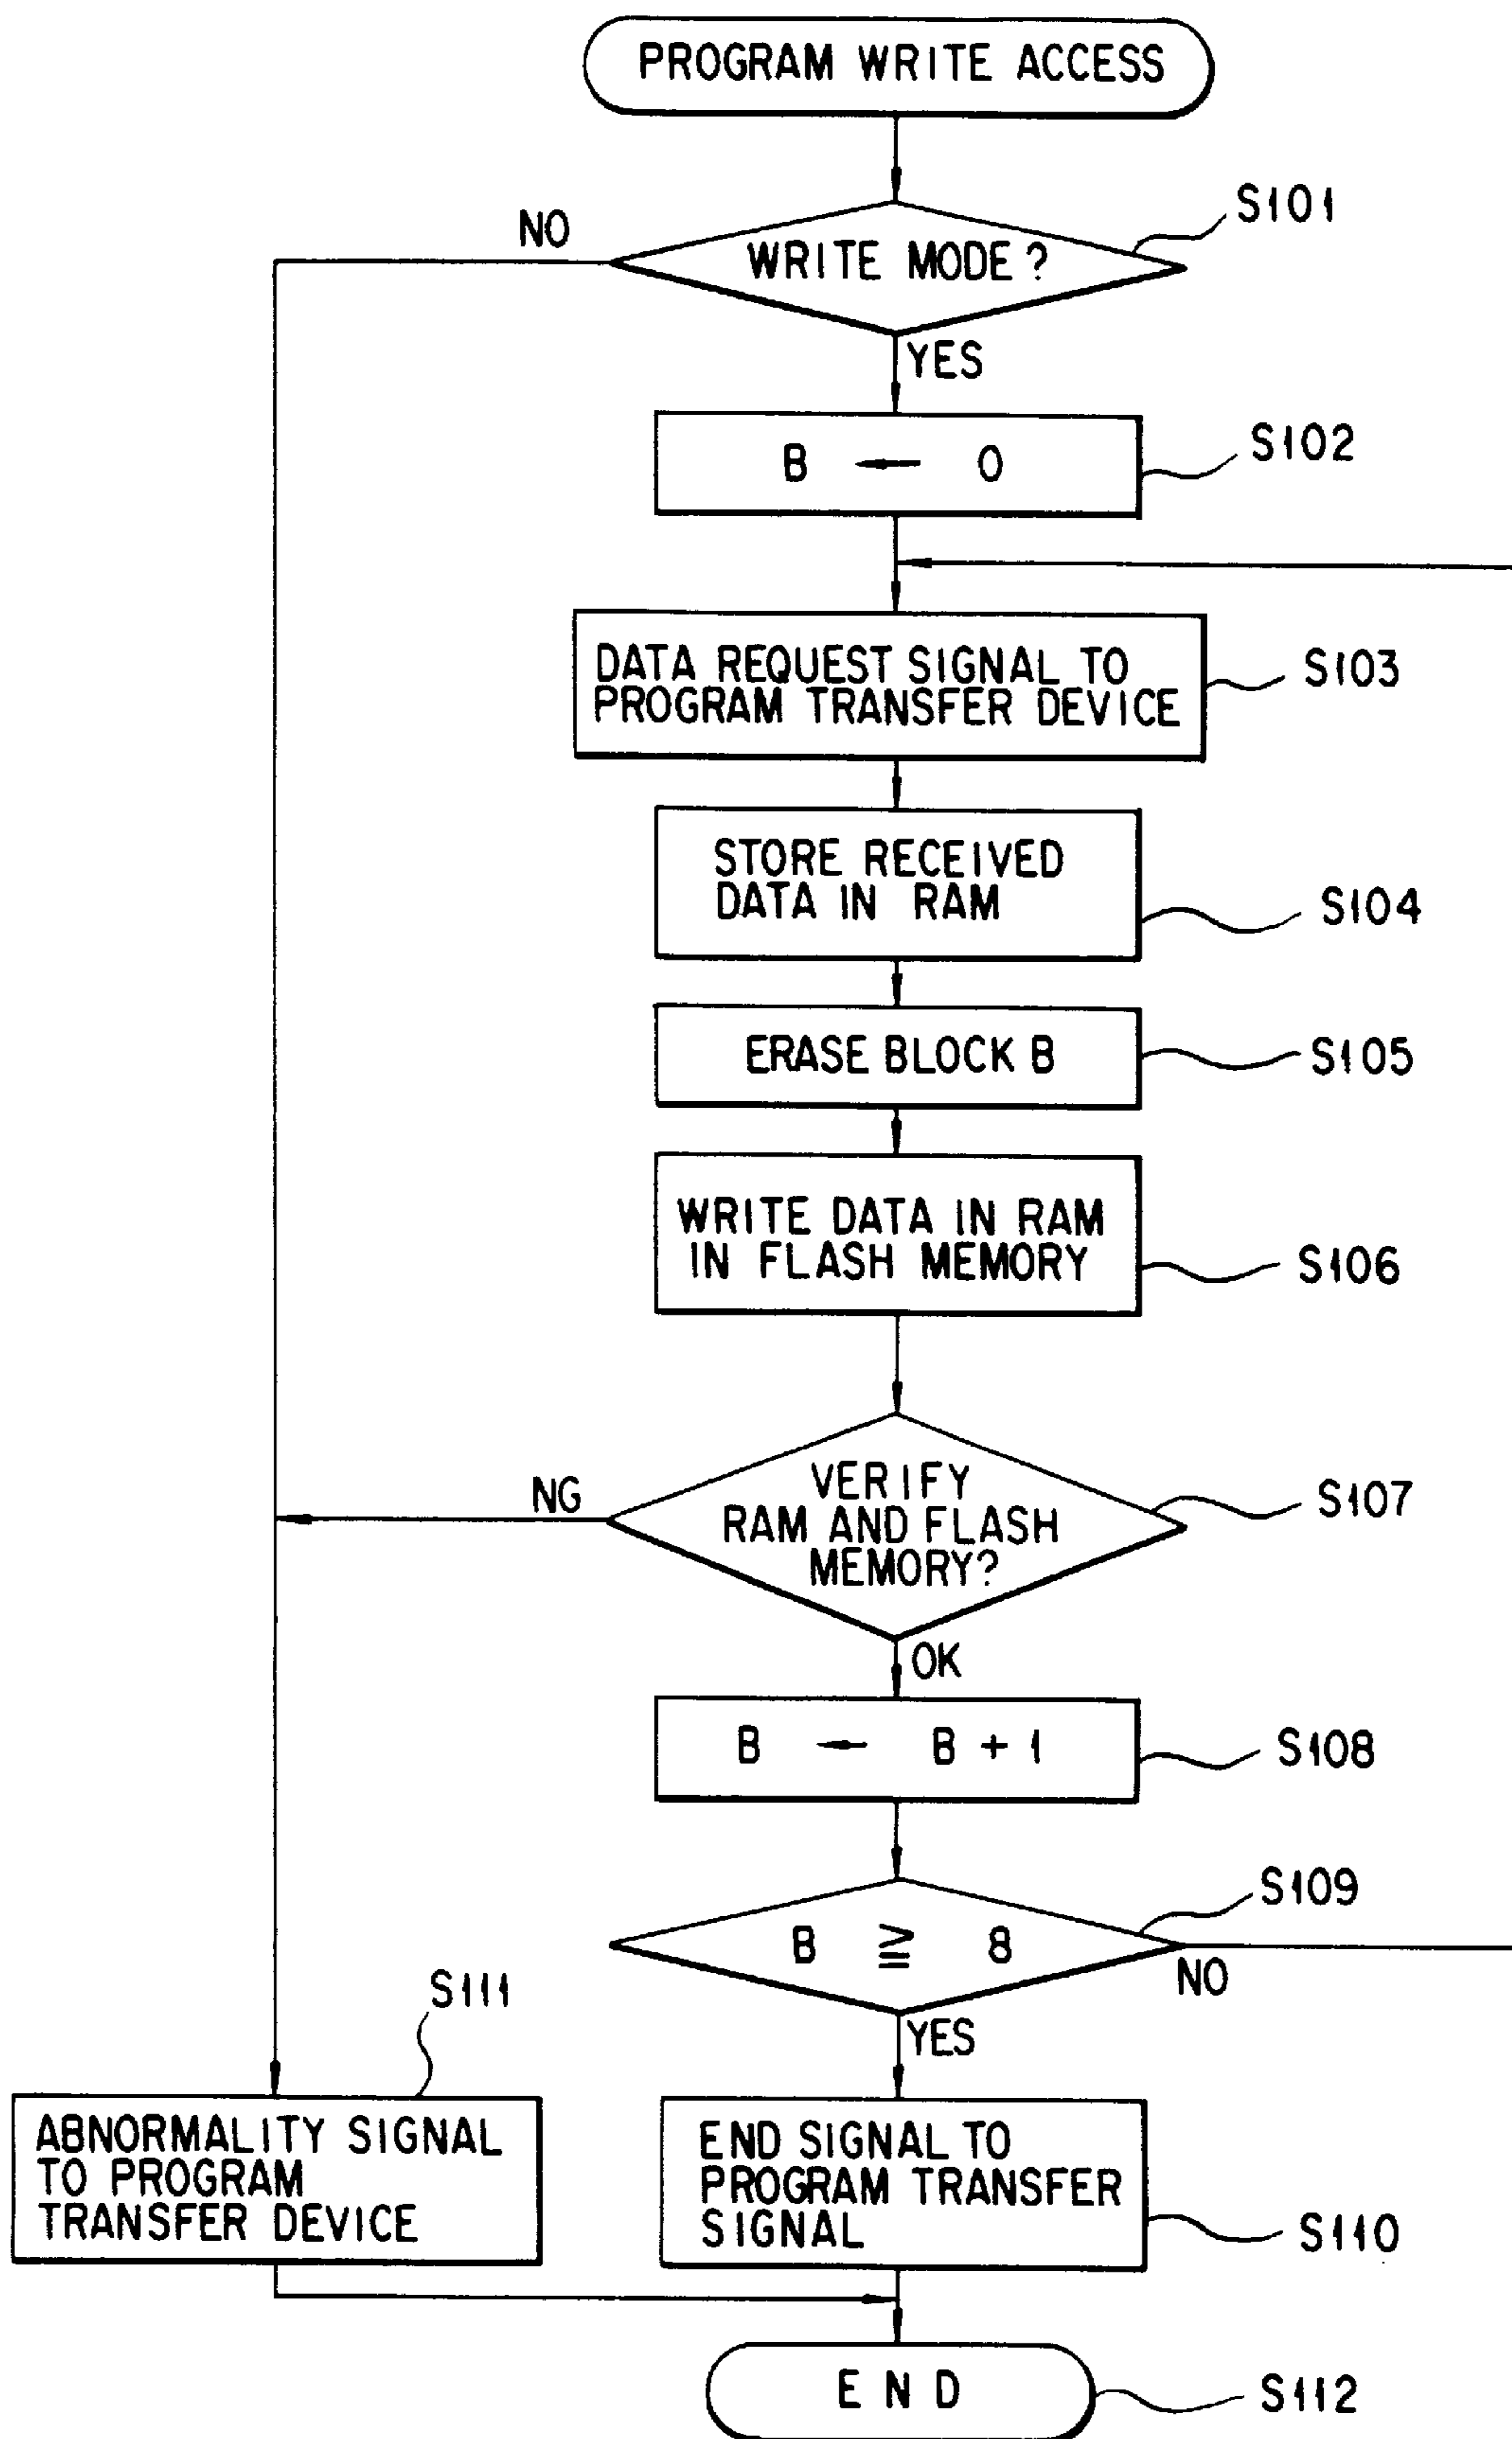 PROGRAM WRITE ACCESS
S101
NO
WRITE MODE?
YES
S102
B ← 0
DATA REQUEST SIGNAL TO
PROGRAM TRANSFER DEVICE
S103
STORE RECEIVED
DATA IN RAM
S104
ERASE BLOCK B
S105
WRITE DATA IN RAM
IN FLASH MEMORY
S106
NG
VERIFY
RAM AND FLASH
MEMORY?
S107
OK
B ← B + 1
S108
S109
B ≧ 8
NO
YES
S111
ABNORMALITY SIGNAL
TO PROGRAM
TRANSFER DEVICE
END SIGNAL TO
PROGRAM TRANSFER
SIGNAL
S110
END
S112